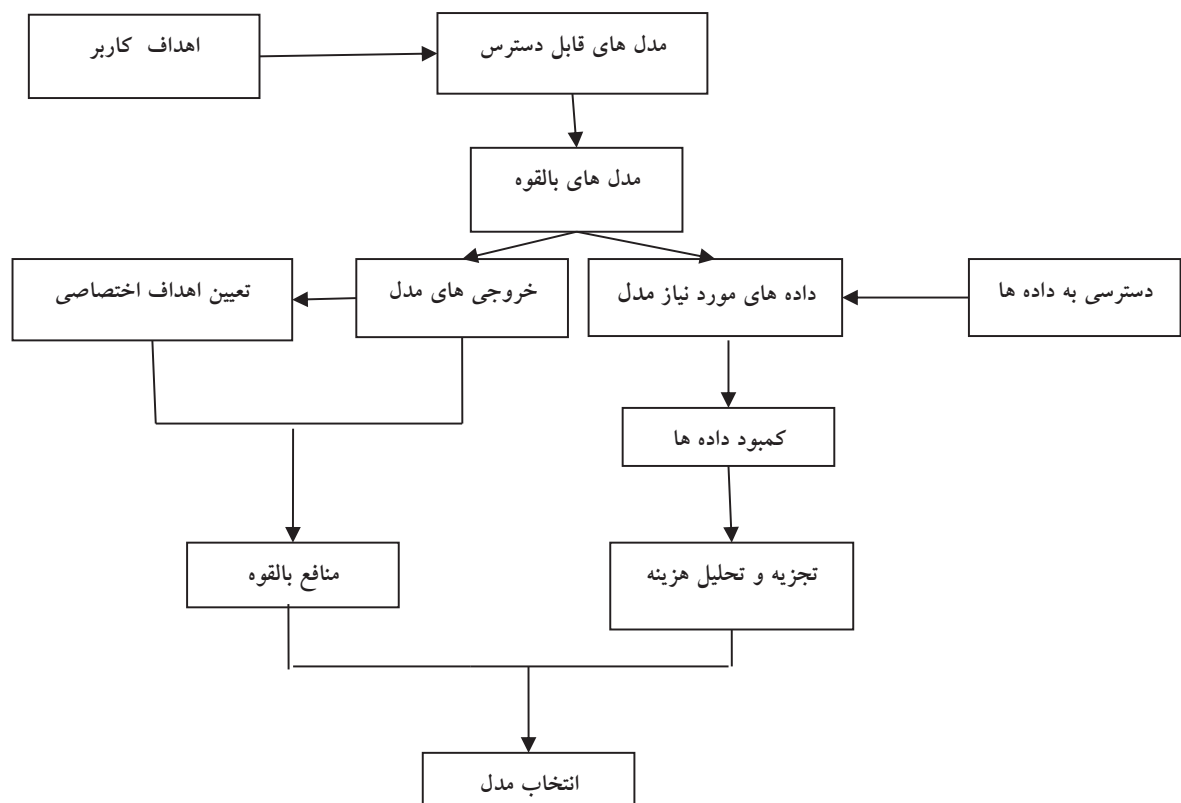 اهداف کاربر
مدل های قابل دسترس
مدل های بالقوه
دسترسی به داده ها
داده های مورد نیاز مدل
خروجی های مدل
تعیین اهداف اختصاصی
کمبود داده ها
تجزیه و تحلیل هزینه
منافع بالقوه
انتخاب مدل